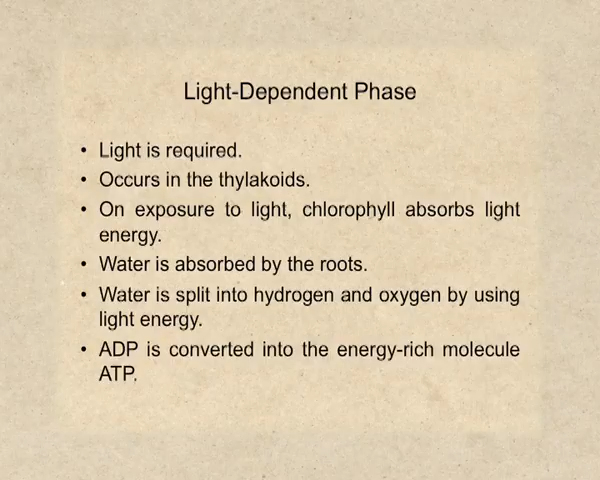 Light-Dependent Phase
• Light is required.
• Occurs in the thylakoids.
• On exposure to light, chlorophyll absorbs light
energy.
• Water is absorbed by the roots.
• Water is split into hydrogen and oxygen by using
light energy.
• ADP is converted into the energy-rich molecule
ATP.